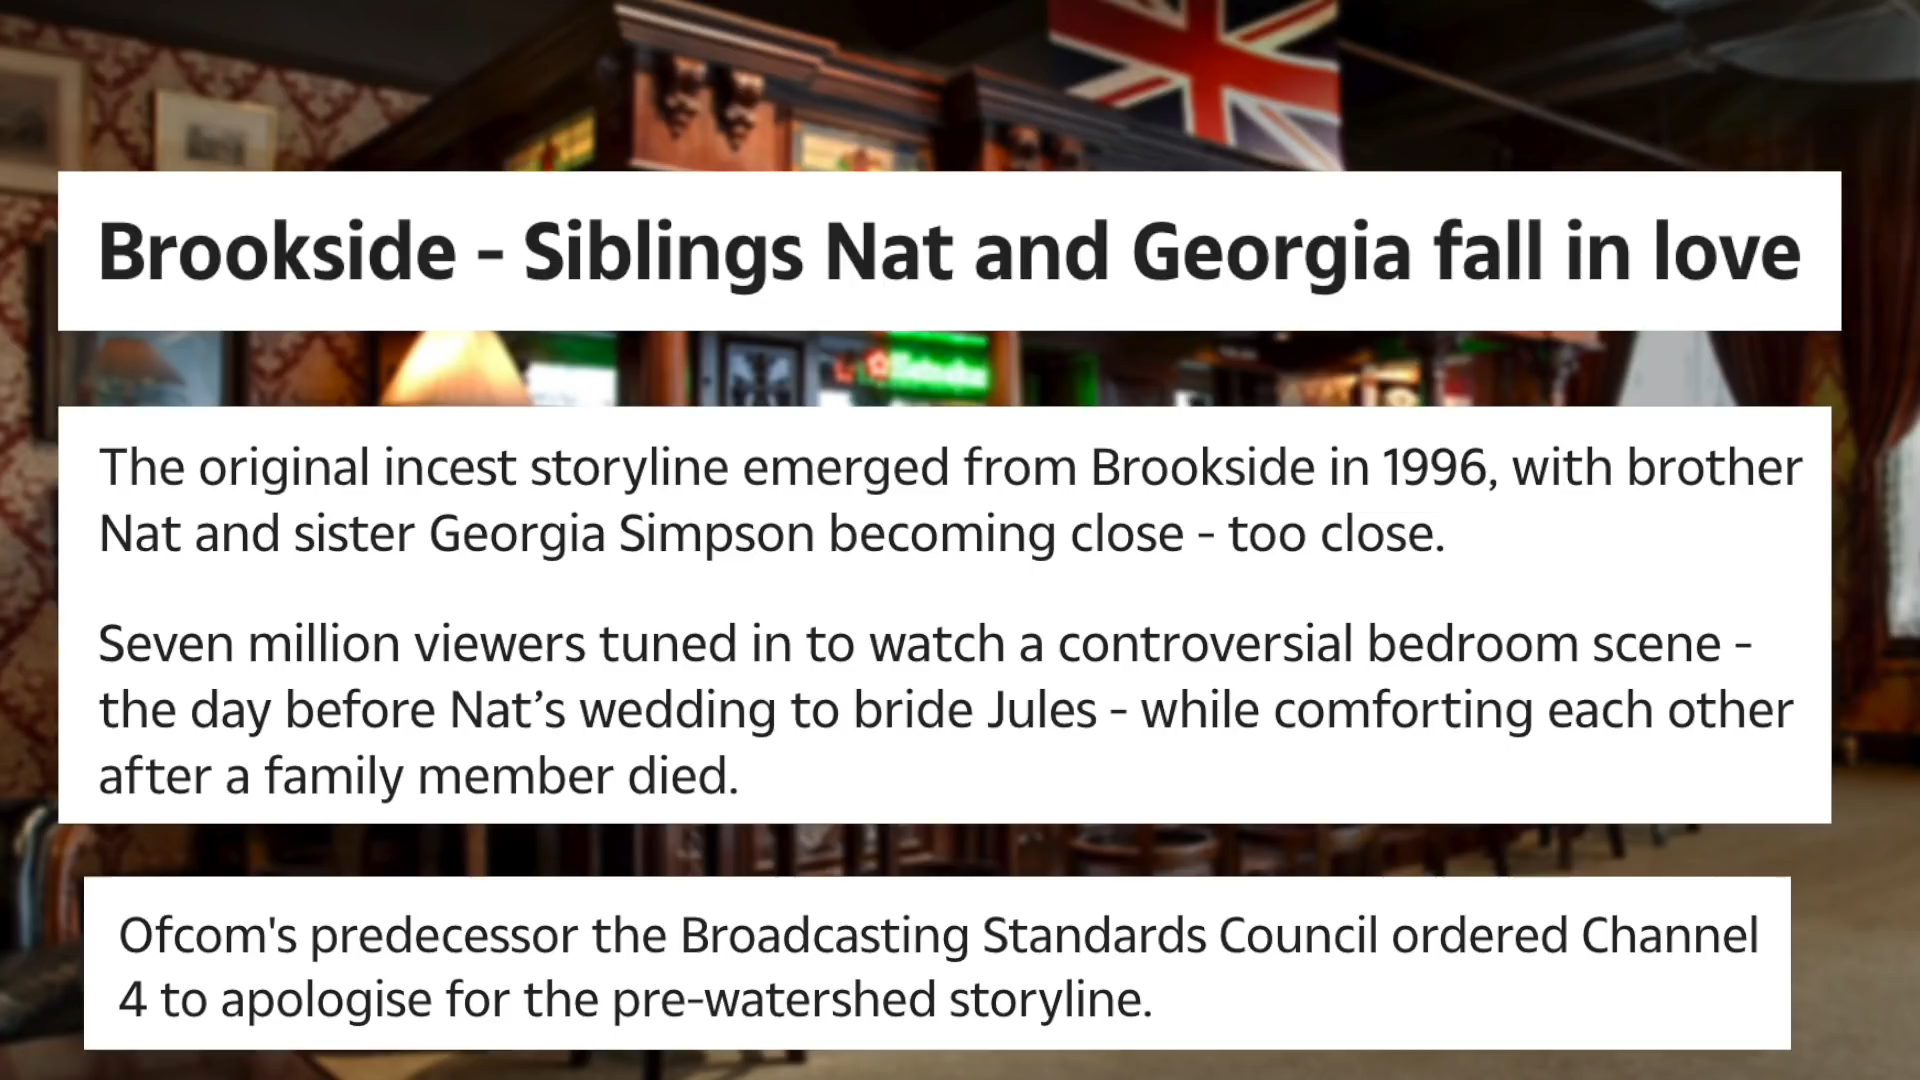 Brookside - Siblings Nat and Georgia fall in love
The original incest storyline emerged from Brookside in 1996, with brother
Nat and sister Georgia Simpson becoming close - too close.
Seven million viewers tuned in to watch a controversial bedroom scene -
the day before Nat’s wedding to bride Jules - while comforting each other
after a family member died.
Ofcom's predecessor the Broadcasting Standards Council ordered Channel
4 to apologise for the pre-watershed storyline.